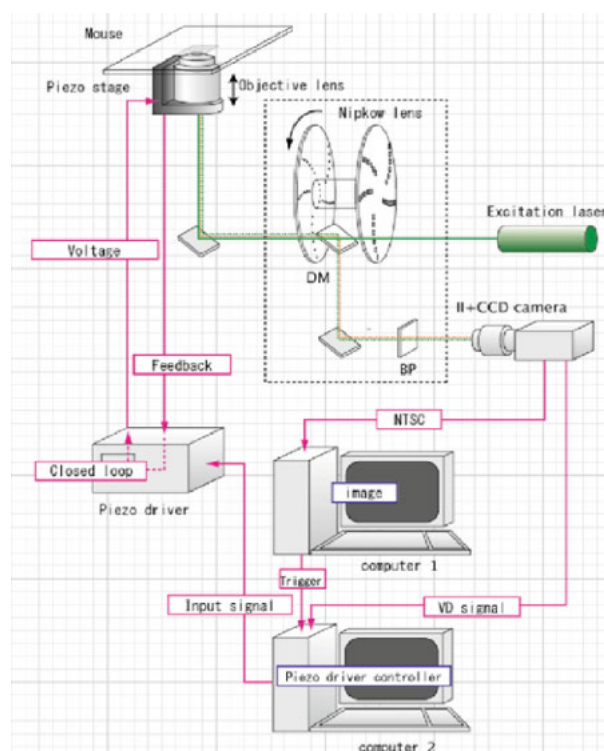 Mouse
Piezo stage
Objective lens
Nipkow lens
Excitation laser
Voltage
DM
II+CCD camera
BP
Feedback
NTSC
Closed loop
image
Piezo driver
computer 1
Trigger
Input signal
VD signal
Piezo driver controller
computer 2